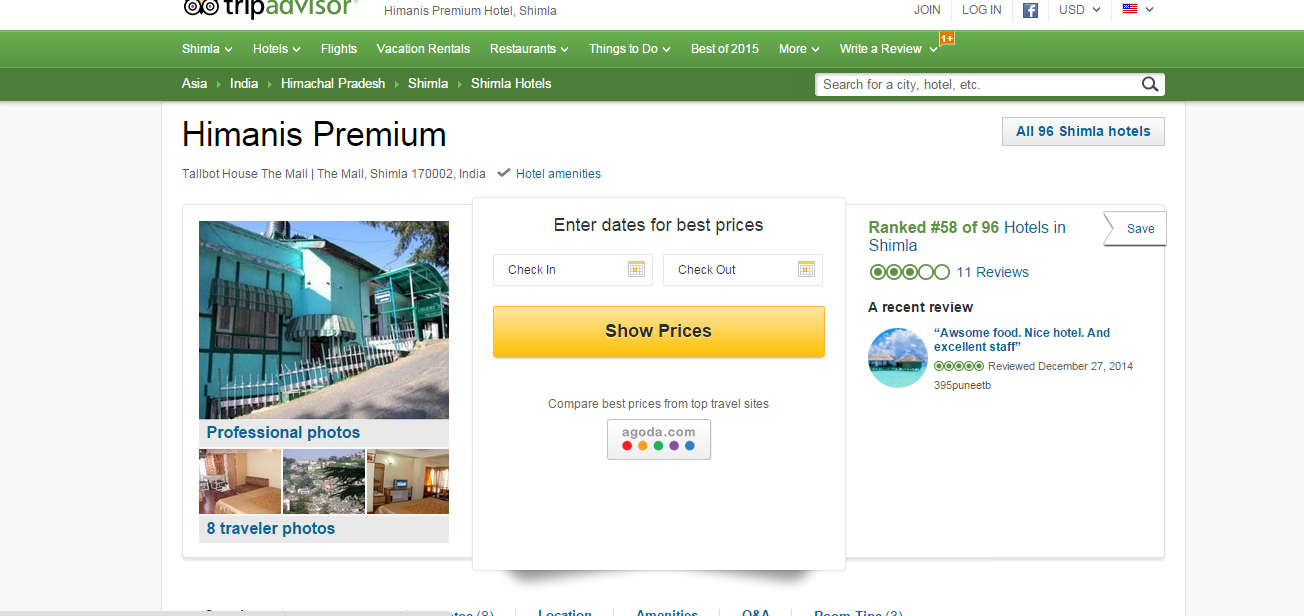 tripadvisor
Himanis Premium Hotel, Shimla
JOIN
LOG IN
USD
Shimla
Hotels
Flights
Vacation Rentals
Restaurants
Things to Do
Best of 2015
More
Write a Review
1+
Asia
India
Himachal Pradesh
Shimla
Shimla Hotels
Search for a city, hotel, etc.
Himanis Premium
All 96 Shimla hotels
Tallbot House The Mall | The Mall, Shimla 170002, India
Hotel amenities
Professional photos
8 traveler photos
Enter dates for best prices
Check In
Check Out
Show Prices
Compare best prices from top travel sites
agoda.com
Ranked #58 of 96 Hotels in
Shimla
Save
11 Reviews
A recent review
“Awsome food. Nice hotel. And
excellent staff”
Reviewed December 27, 2014
395puneetb
Location
Amenities
Q&A
Room Tips (3)